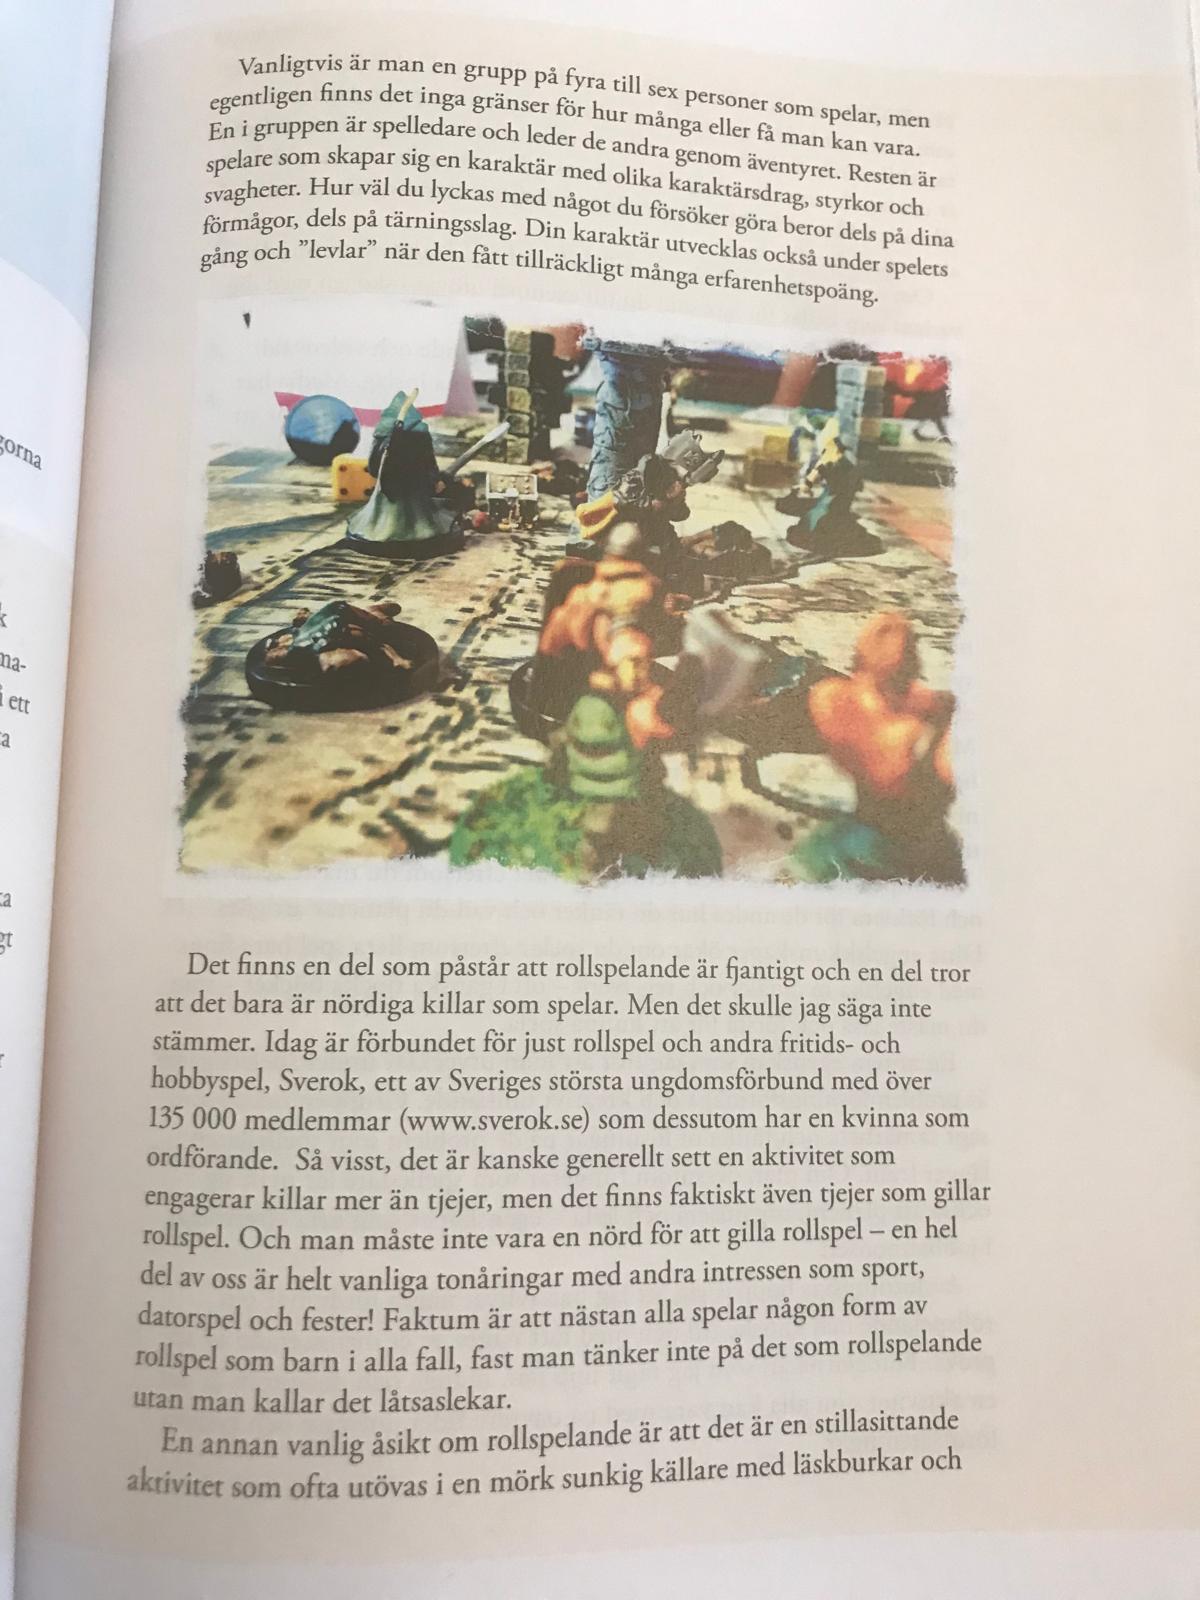 Vanligtvis är man en grupp på fyra till sex personer som spelar, men
egentligen finns det inga gränser för hur många eller få man kan vara.
En i gruppen är spelledare och leder de andra genom äventyret. Resten är
spelare som skapar sig en karaktär med olika karaktärsdrag, styrkor och
svagheter. Hur väl du lyckas med något du försöker göra beror dels på dina
förmågor, dels på tärningsslag. Din karaktär utvecklas också under spelets
gång och ”levlar” när den fått tillräckligt många erfarenhetspoäng.
Det finns en del som påstår att rollspelande är fjantigt och en del tror
att det bara är nördiga killar som spelar. Men det skulle jag säga inte
stämmer. Idag är förbundet för just rollspel och andra fritids- och
hobbyspel, Sverok, ett av Sveriges största ungdomsförbund med över
135 000 medlemmar (www.sverok.se) som dessutom har en kvinna som
ordförande. Så visst, det är kanske generellt sett en aktivitet som
engagerar killar mer än tjejer, men det finns faktiskt även tjejer som gillar
rollspel. Och man måste inte vara en nörd för att gilla rollspel – en hel
del av oss är helt vanliga tonåringar med andra intressen som sport,
datorspel och fester! Faktum är att nästan alla spelar någon form av
rollspel som barn i alla fall, fast man tänker inte på det som rollspelande
utan man kallar det låtsaslekar.
En annan vanlig åsikt om rollspelande är att det är en stillasittande
aktivitet som ofta utövas i en mörk sunkig källare med läskburkar och